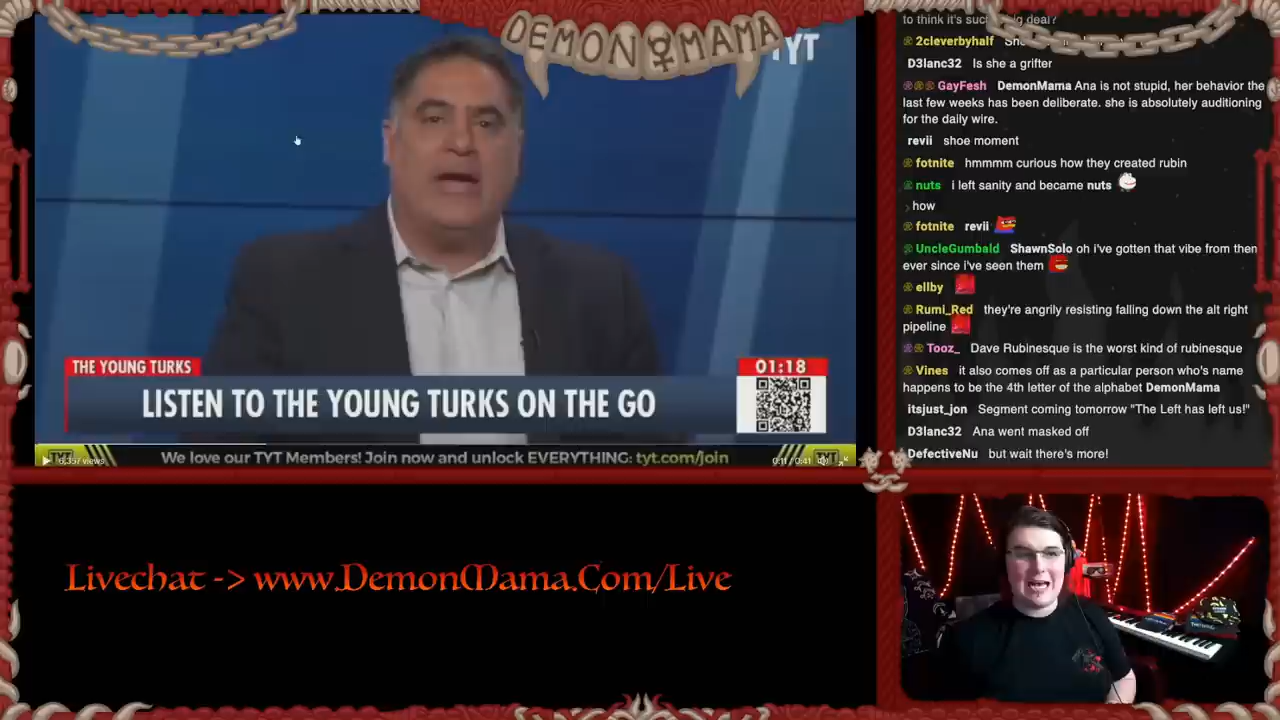 DEMON MAMA
TYT
THE YOUNG TURKS
01:18
LISTEN TO THE YOUNG TURKS ON THE GO
We love our TYT Members! Join now and unlock EVERYTHING: tyt.com/join
6,357 views
0:11 / 0:41
Livechat -> www.DemonMama.Com/Live
2cleverbyhalf
D3lanc32 Is she a grifter
GayFesh DemonMama Ana is not stupid, her behavior the
last few weeks has been deliberate. she is absolutely auditioning
for the daily wire.
revii shoe moment
fotnite hmmmm curious how they created rubin
nuts i left sanity and became nuts
how
fotnite revii
UncleGumbald ShawnSolo oh i've gotten that vibe from then
ever since i've seen them
ellby
Rumi_Red they're angrily resisting falling down the alt right
pipeline
Tooz_ Dave Rubinesque is the worst kind of rubinesque
Vines it also comes off as a particular person who's name
happens to be the 4th letter of the alphabet DemonMama
itsjust_jon Segment coming tomorrow "The Left has left us!"
D3lanc32 Ana went masked off
DefectiveNu but wait there's more!